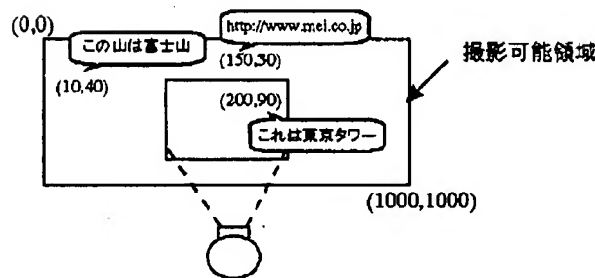 (0,0)
この山は富士山
http://www.mel.co.jp
撮影可能領域
(10,40)
(150,30)
(200,90)
これは東京タワー
(1000,1000)